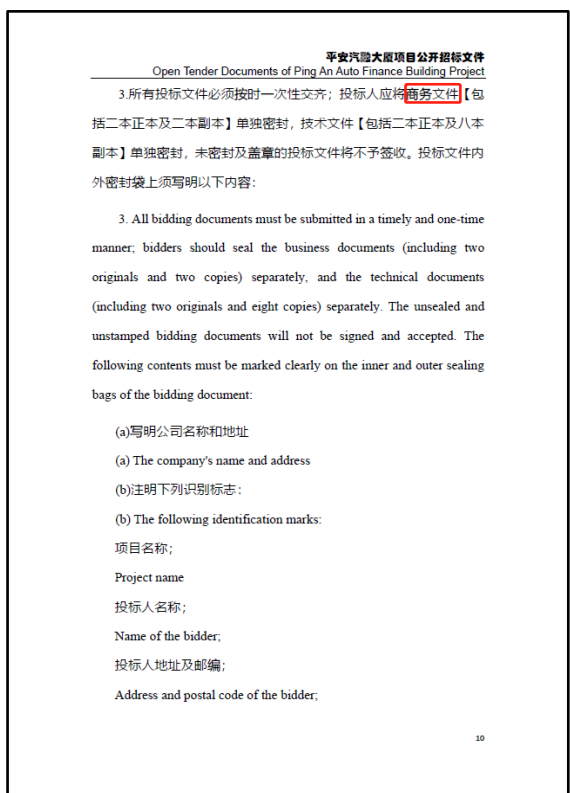 平安汽融大厦项目公开招标文件
Open Tender Documents of Ping An Auto Finance Building Project
3.所有投标文件必须按时一次性交齐；投标人应将商务文件【包
括二本正本及二本副本】单独密封，技术文件【包括二本正本及八本
副本】单独密封，未密封及盖章的投标文件将不予签收。投标文件内
外密封袋上须写明以下内容：
3. All bidding documents must be submitted in a timely and one-time
manner; bidders should seal the business documents (including two
originals and two copies) separately, and the technical documents
(including two originals and eight copies) separately. The unsealed and
unstamped bidding documents will not be signed and accepted. The
following contents must be marked clearly on the inner and outer sealing
bags of the bidding document:
(a)写明公司名称和地址
(a) The company's name and address
(b)注明下列识别标志：
(b) The following identification marks:
项目名称；
Project name
投标人名称；
Name of the bidder;
投标人地址及邮编；
Address and postal code of the bidder;
10